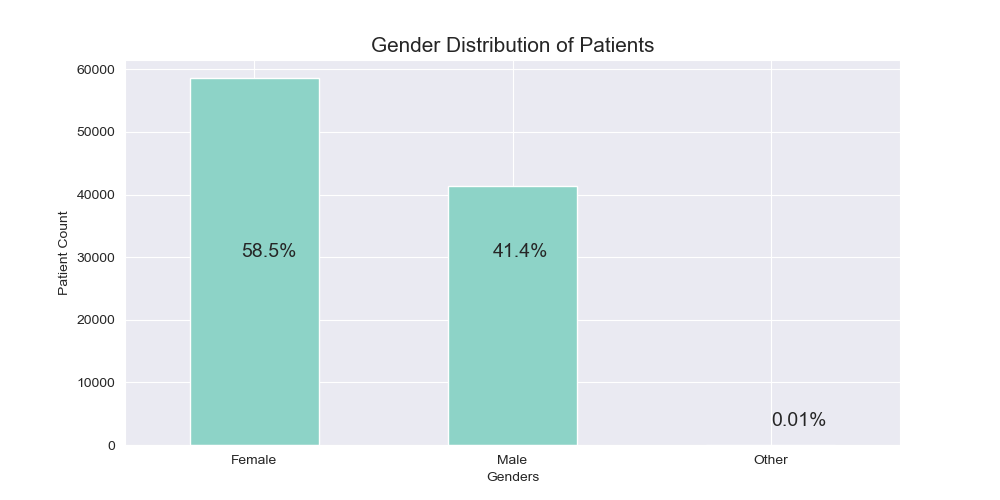 Gender Distribution of Patients
60000
50000
40000
30000
20000
10000
0
Patient Count
58.5%
41.4%
0.01%
Female
Male
Other
Genders